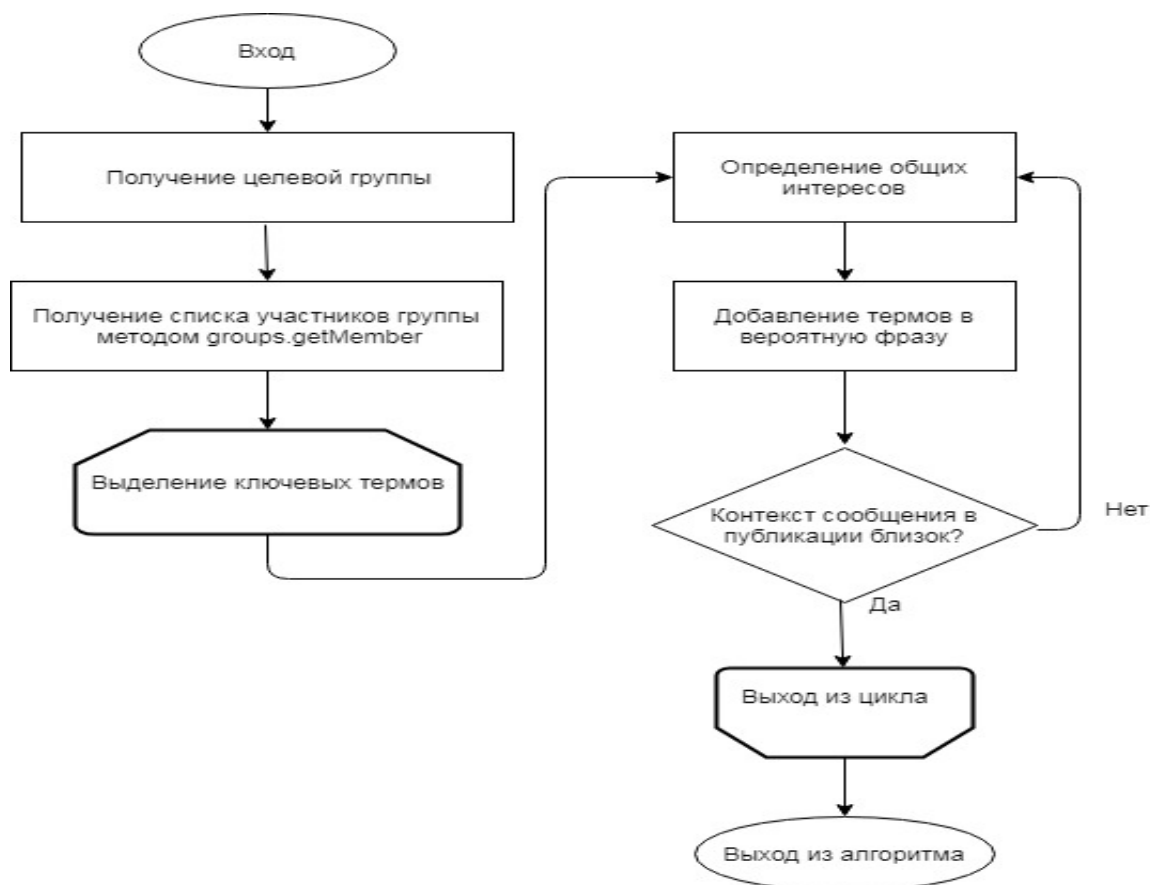 Вход
Получение целевой группы
Получение списка участников группы
методом groups.getMember
Выделение ключевых термов
Определение общих
интересов
Добавление термов в
вероятную фразу
Контекст сообщения в
публикации близок?
Нет
Да
Выход из цикла
Выход из алгоритма